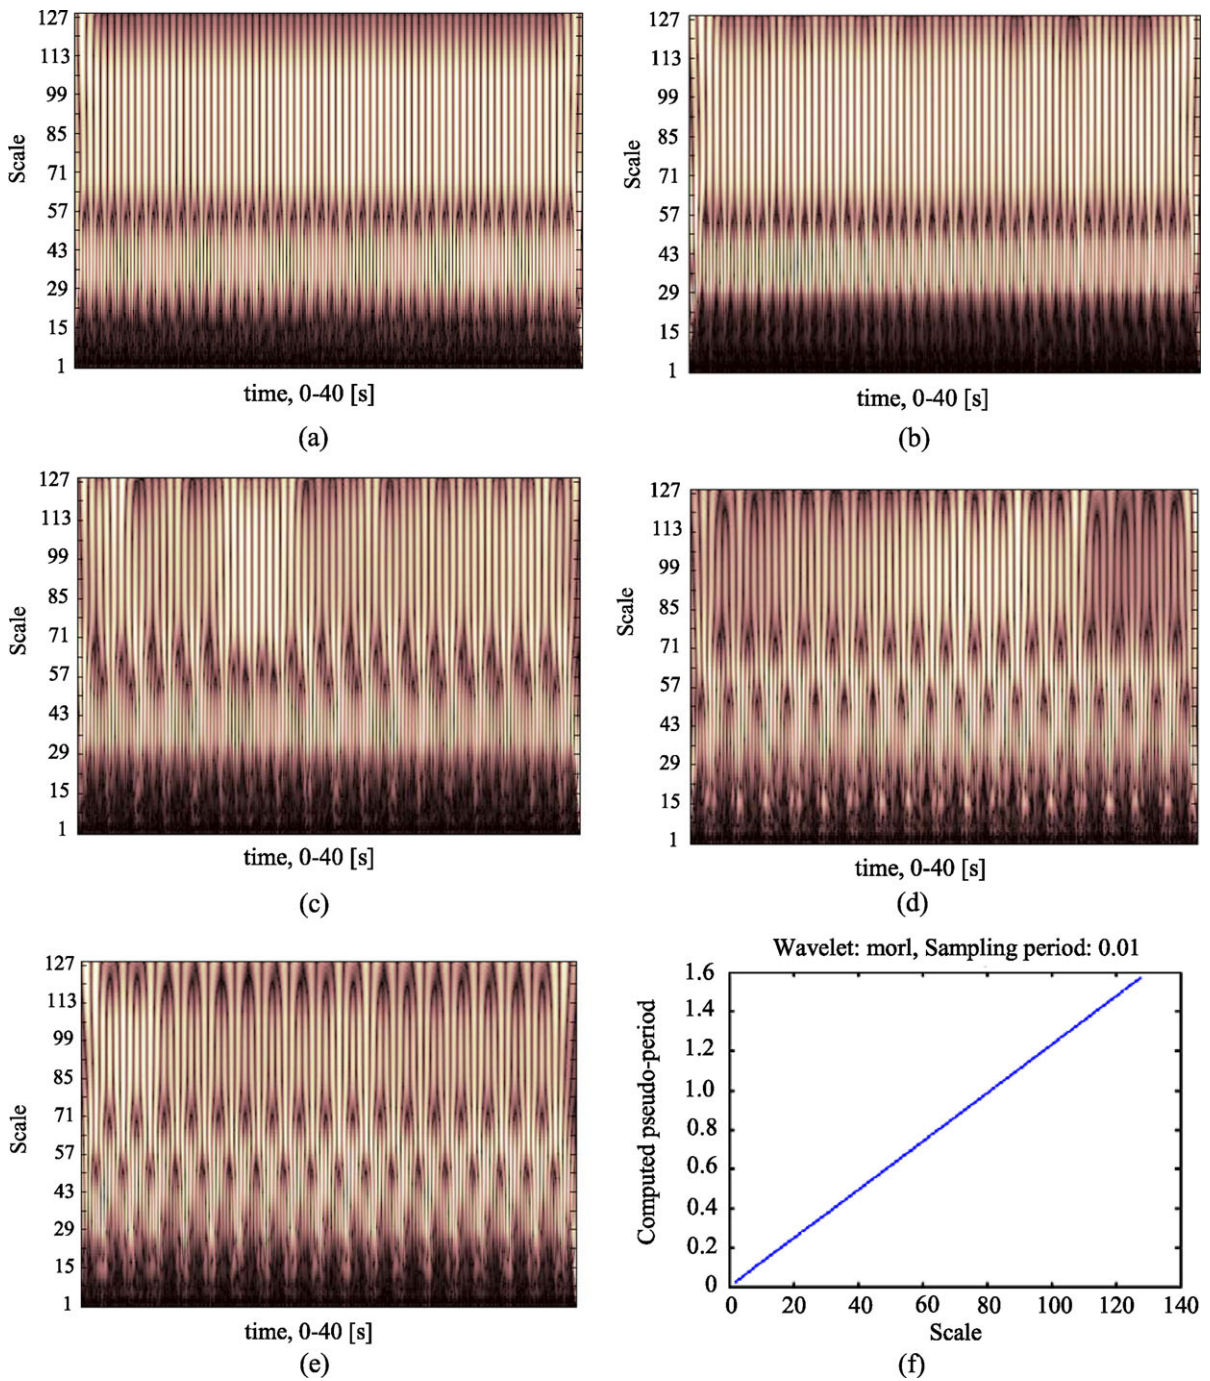 127
113
99
85
71
57
43
29
15
1
Scale
time, 0-40 [s]
(a)
127
113
99
85
71
57
43
29
15
1
Scale
time, 0-40 [s]
(b)
127
113
99
85
71
57
43
29
15
1
Scale
time, 0-40 [s]
(c)
127
113
99
85
71
57
43
29
15
1
Scale
time, 0-40 [s]
(d)
127
113
99
85
71
57
43
29
15
1
Scale
time, 0-40 [s]
(e)
Wavelet: morl, Sampling period: 0.01
1.6
1.4
1.2
1.0
0.8
0.6
0.4
0.2
0
Computed pseudo-period
0 20 40 60 80 100 120 140
Scale
(f)